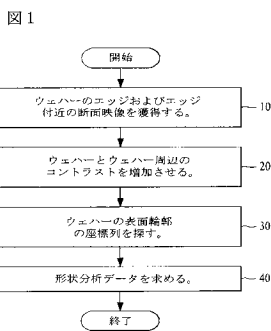 図1
開始
ウェハーのエッジおよびエッジ
付近の断面映像を獲得する。
10
ウェハーとウェハー周辺の
コントラストを増加させる。
20
ウェハーの表面輪郭
の座標列を探す。
30
形状分析データを求める。
40
終了